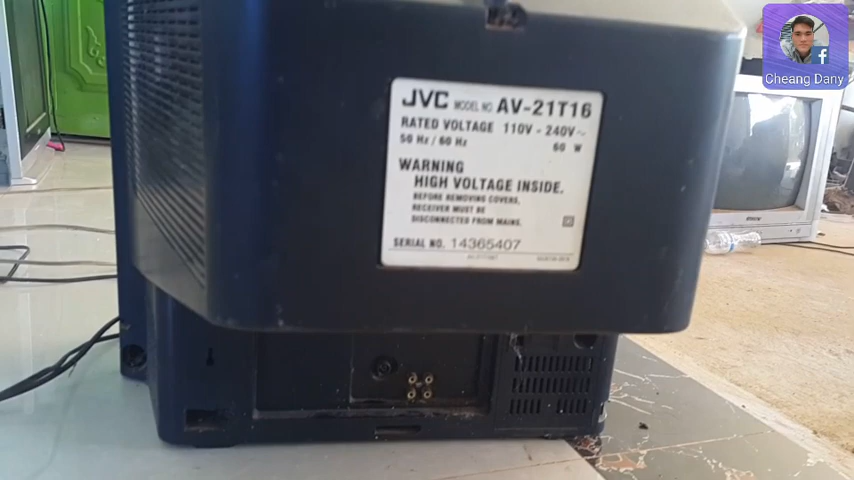 Cheang Dany
JVC MODEL NO AV-21T16
RATED VOLTAGE 110V - 240V~
50 Hz / 60 Hz 60 W
WARNING
HIGH VOLTAGE INSIDE.
BEFORE REMOVING COVERS,
RECEIVER MUST BE
DISCONNECTED FROM MAINS.
SERIAL NO. 14365407